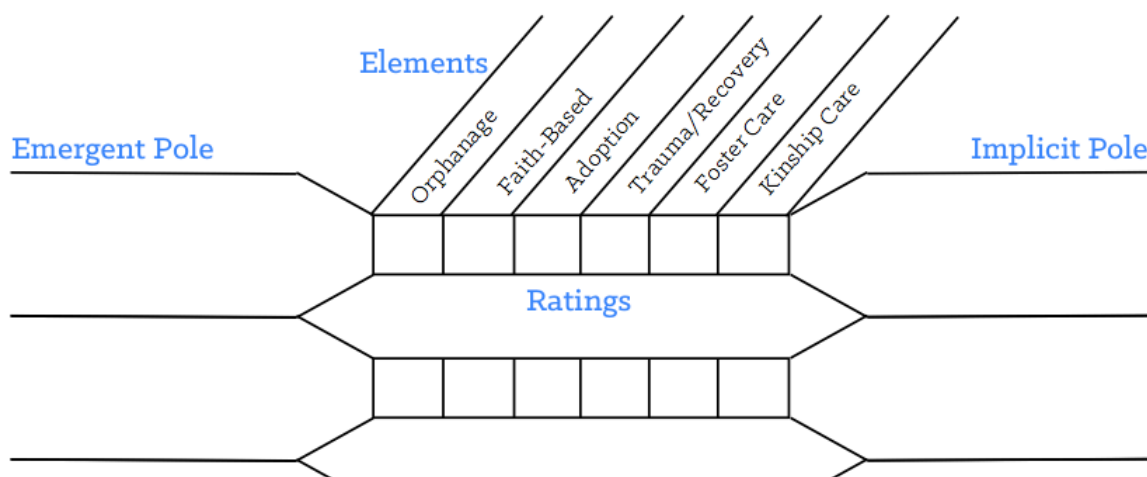 Elements
Emergent Pole
Implicit Pole
Orphanage
Faith-Based
Adoption
Trauma/Recovery
Foster Care
Kinship Care
Ratings